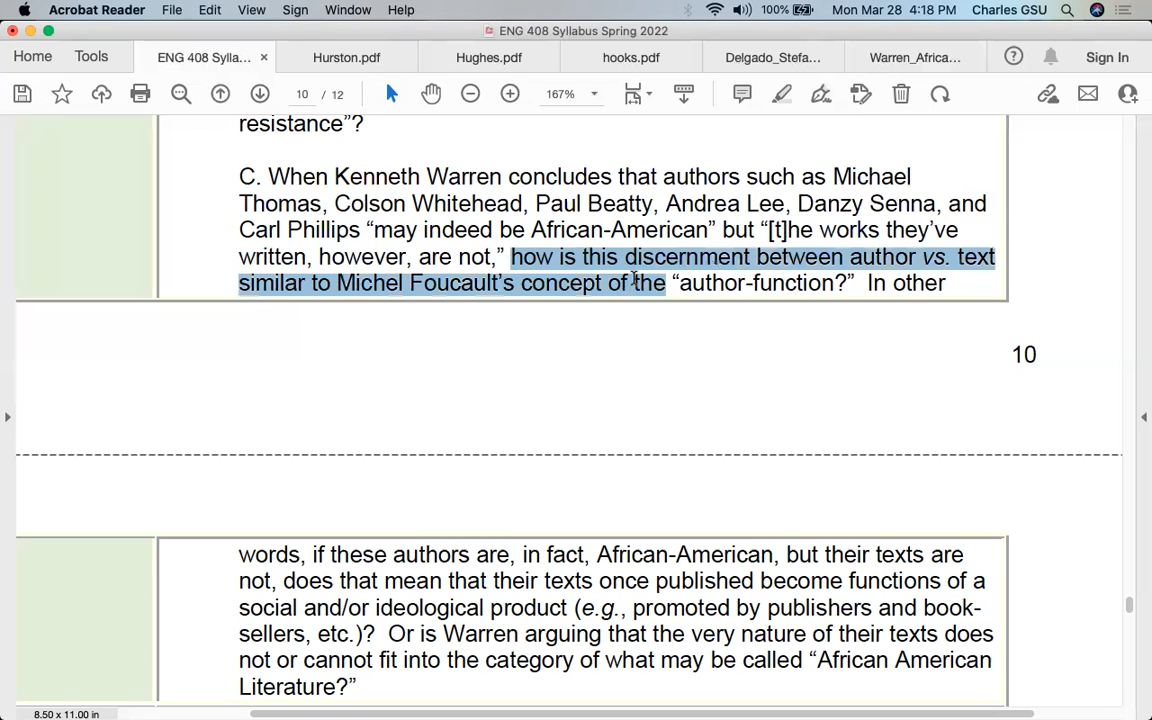 Acrobat Reader File Edit View Sign Window Help 100% Mon Mar 28 4:18 PM Charles GSU
ENG 408 Syllabus Spring 2022
Home Tools ENG 408 Sylla... × Hurston.pdf Hughes.pdf hooks.pdf Delgado_Stefa... Warren_Africa... Sign In
10 / 12 167%
resistance”?
C. When Kenneth Warren concludes that authors such as Michael
Thomas, Colson Whitehead, Paul Beatty, Andrea Lee, Danzy Senna, and
Carl Phillips “may indeed be African-American” but “[t]he works they’ve
written, however, are not,” how is this discernment between author vs. text
similar to Michel Foucault’s concept of the “author-function?” In other
10
words, if these authors are, in fact, African-American, but their texts are
not, does that mean that their texts once published become functions of a
social and/or ideological product (e.g., promoted by publishers and book-
sellers, etc.)? Or is Warren arguing that the very nature of their texts does
not or cannot fit into the category of what may be called “African American
Literature?”
8.50 x 11.00 in